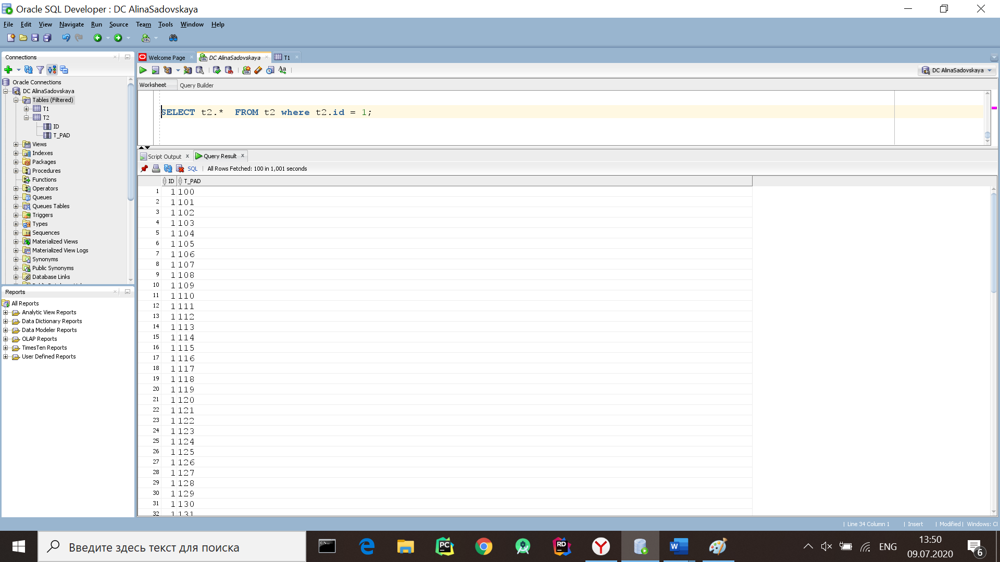 Oracle SQL Developer : DC AlinaSadovskaya
File Edit View Navigate Run Source Team Tools Window Help
Connections
Oracle Connections
DC AlinaSadovskaya
Tables (Filtered)
T1
T2
ID
T_PAD
Views
Indexes
Packages
Procedures
Functions
Operators
Queues
Queues Tables
Triggers
Types
Sequences
Materialized Views
Materialized View Logs
Synonyms
Public Synonyms
Database Links
Reports
All Reports
Analytic View Reports
Data Dictionary Reports
Data Modeler Reports
OLAP Reports
TimesTen Reports
User Defined Reports
Welcome Page DC AlinaSadovskaya T1
DC AlinaSadovskaya
Worksheet Query Builder
SELECT t2.* FROM t2 where t2.id = 1;
Script Output x Query Result x
SQL | All Rows Fetched: 100 in 1,001 seconds
ID T_PAD
1 1 100
2 1 101
3 1 102
4 1 103
5 1 104
6 1 105
7 1 106
8 1 107
9 1 108
10 1 109
11 1 110
12 1 111
13 1 112
14 1 113
15 1 114
16 1 115
17 1 116
18 1 117
19 1 118
20 1 119
21 1 120
22 1 121
23 1 122
24 1 123
25 1 124
26 1 125
27 1 126
28 1 127
29 1 128
30 1 129
31 1 130
32 1 131
| Line 34 Column 1 | Insert | Modified | Windows: Cl
Введите здесь текст для поиска
ENG
13:50
09.07.2020
6